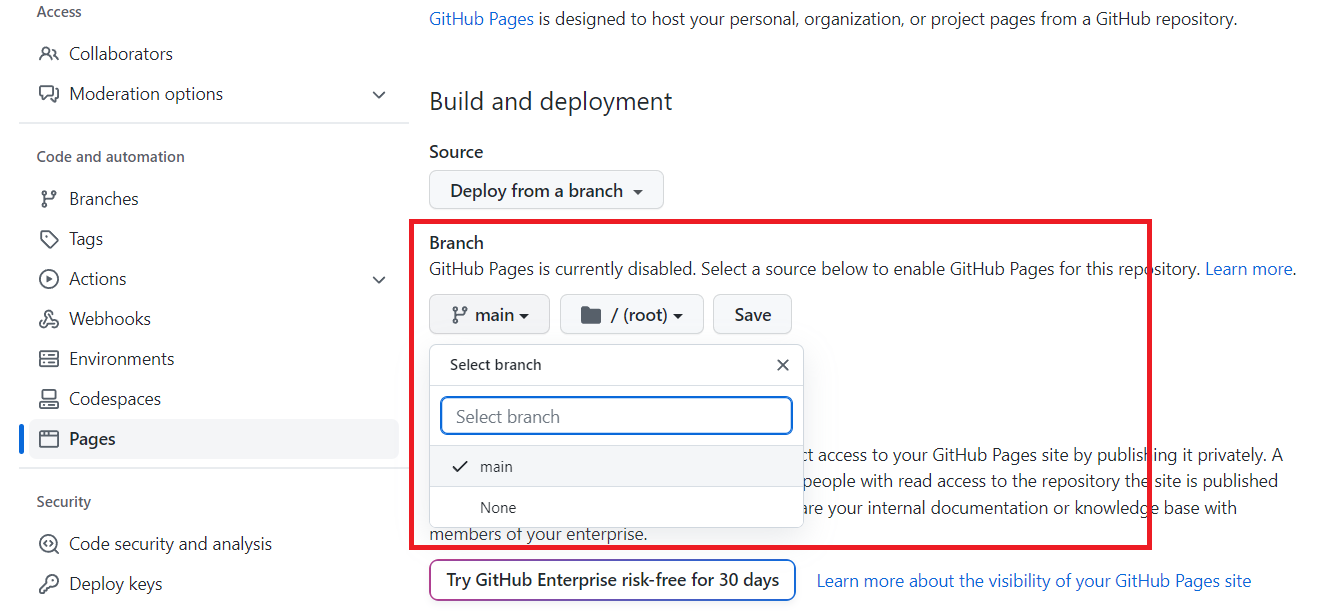 Access
Collaborators
Moderation options
Code and automation
Branches
Tags
Actions
Webhooks
Environments
Codespaces
Pages
Security
Code security and analysis
Deploy keys
GitHub Pages is designed to host your personal, organization, or project pages from a GitHub repository.
Build and deployment
Source
Deploy from a branch
Branch
GitHub Pages is currently disabled. Select a source below to enable GitHub Pages for this repository. Learn more.
main / (root) Save
Select branch
Select branch
main
None
access to your GitHub Pages site by publishing it privately. A
people with read access to the repository the site is published
your internal documentation or knowledge base with
members of your enterprise.
Try GitHub Enterprise risk-free for 30 days Learn more about the visibility of your GitHub Pages site